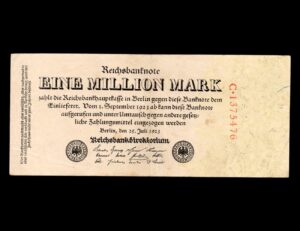 Reichsbanknote
EINE MILLION MARK
zahlt die Reichsbankhauptkasse in Berlin gegen diese Banknote dem
Einlieferer. Vom 1. September 1923 ab kann diese Banknote
aufgerufen und unter Umtausch gegen andere gesetz-
liche Zahlungsmittel eingezogen werden
Berlin, den 25. Juli 1923
Reichsbankdirektorium
C·1375476